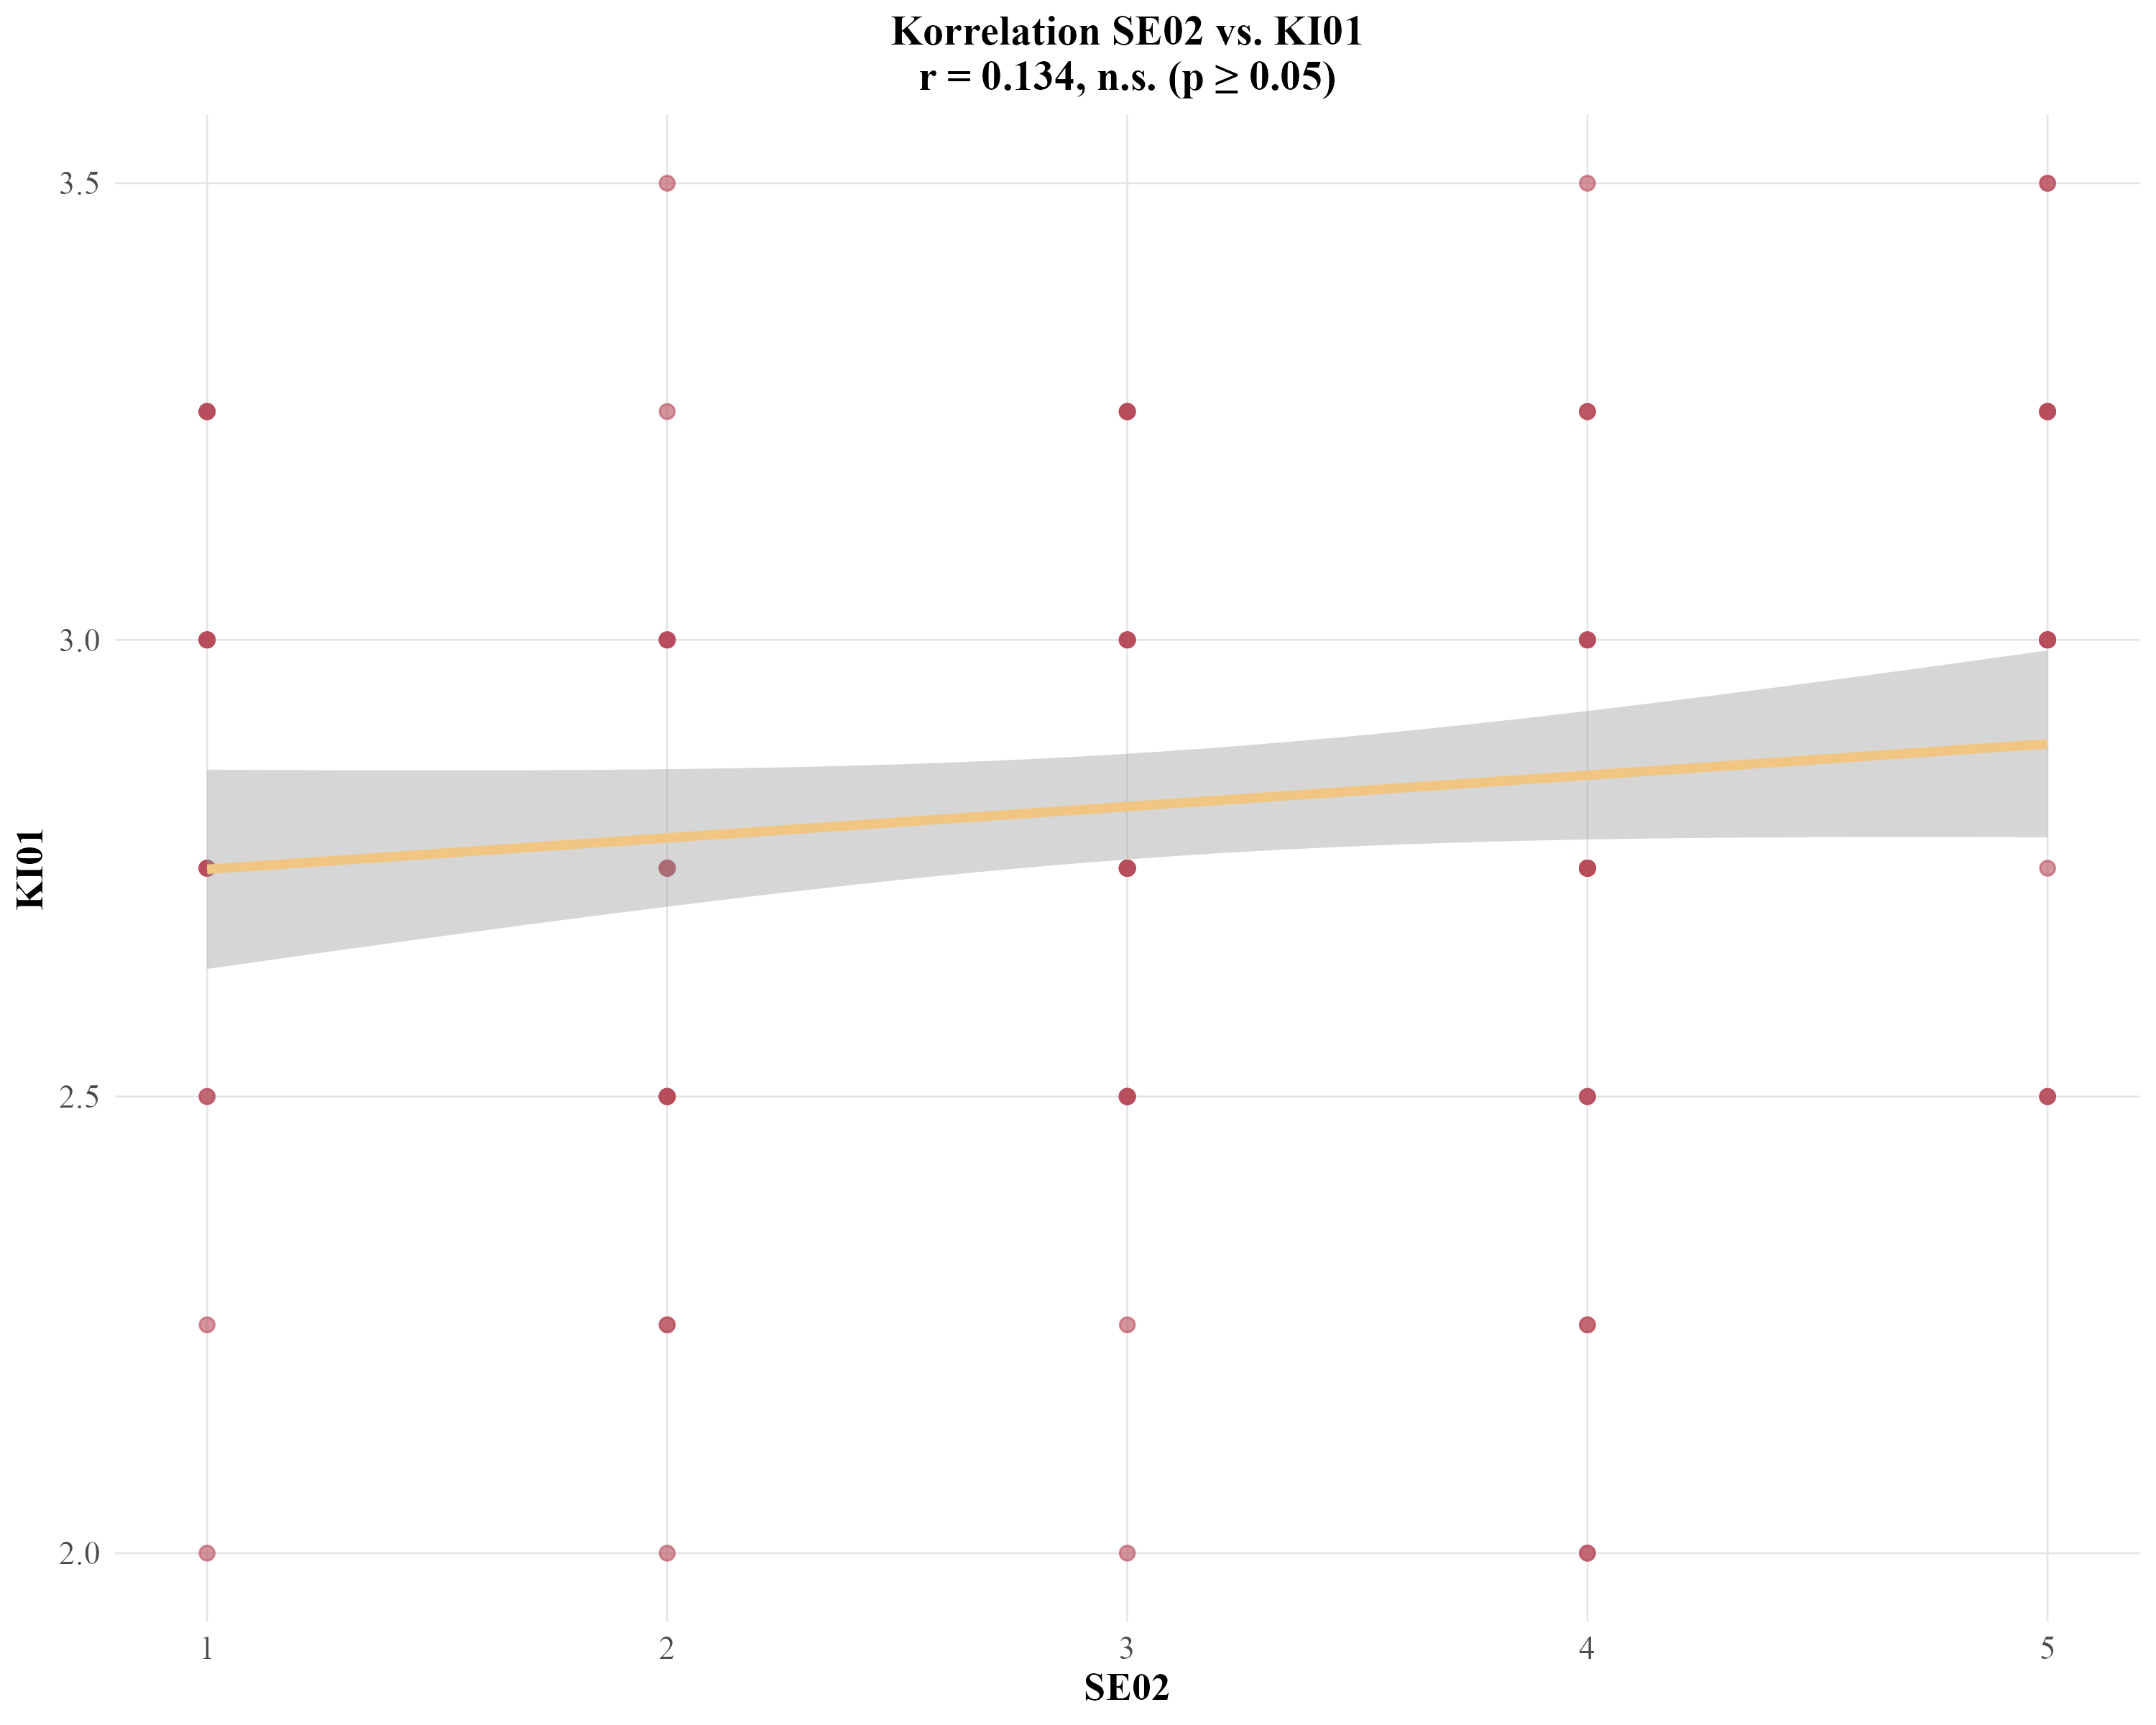 Korrelation SE02 vs. KI01
r = 0.134, n.s. (p ≥ 0.05)
3.5
3.0
2.5
2.0
KI01
1 2 3 4 5
SE02